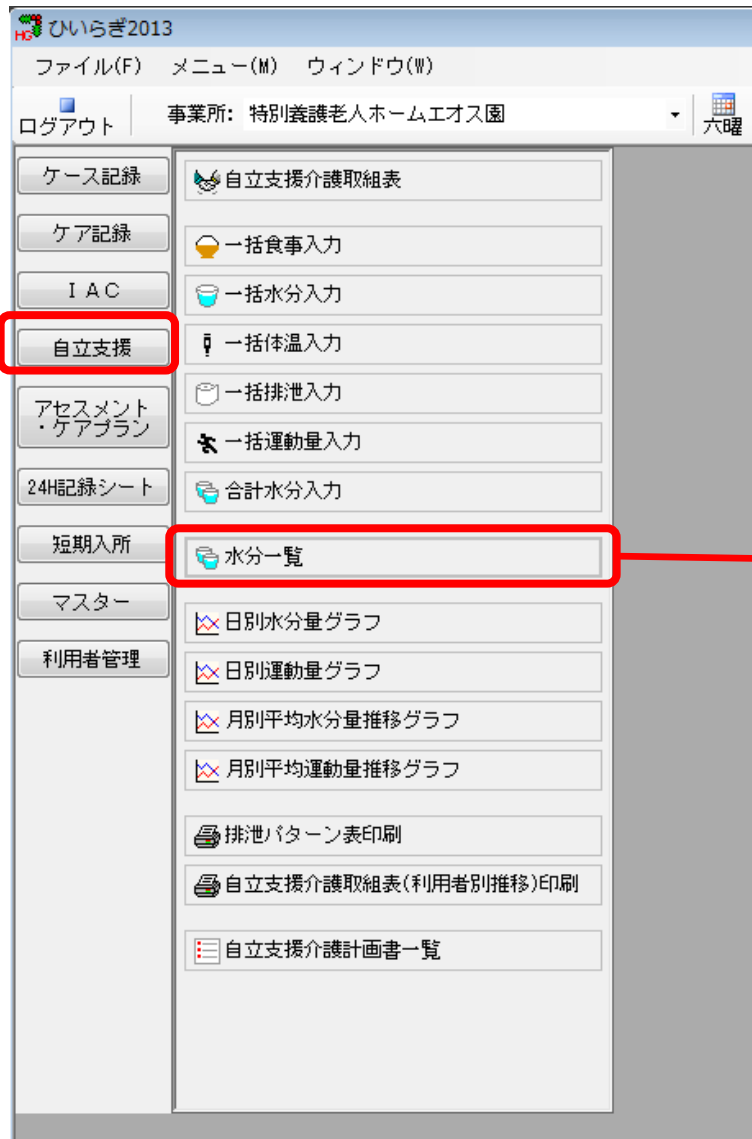 HG ひいらぎ2013
ファイル(F) メニュー(M) ウィンドウ(W)
ログアウト 事業所: 特別養護老人ホームエオス園 六曜
ケース記録
ケア記録
ＩＡＣ
自立支援
アセスメント
・ケアプラン
24H記録シート
短期入所
マスター
利用者管理
自立支援介護取組表
一括食事入力
一括水分入力
一括体温入力
一括排泄入力
一括運動量入力
合計水分入力
水分一覧
日別水分量グラフ
日別運動量グラフ
月別平均水分量推移グラフ
月別平均運動量推移グラフ
排泄パターン表印刷
自立支援介護取組表(利用者別推移)印刷
自立支援介護計画書一覧